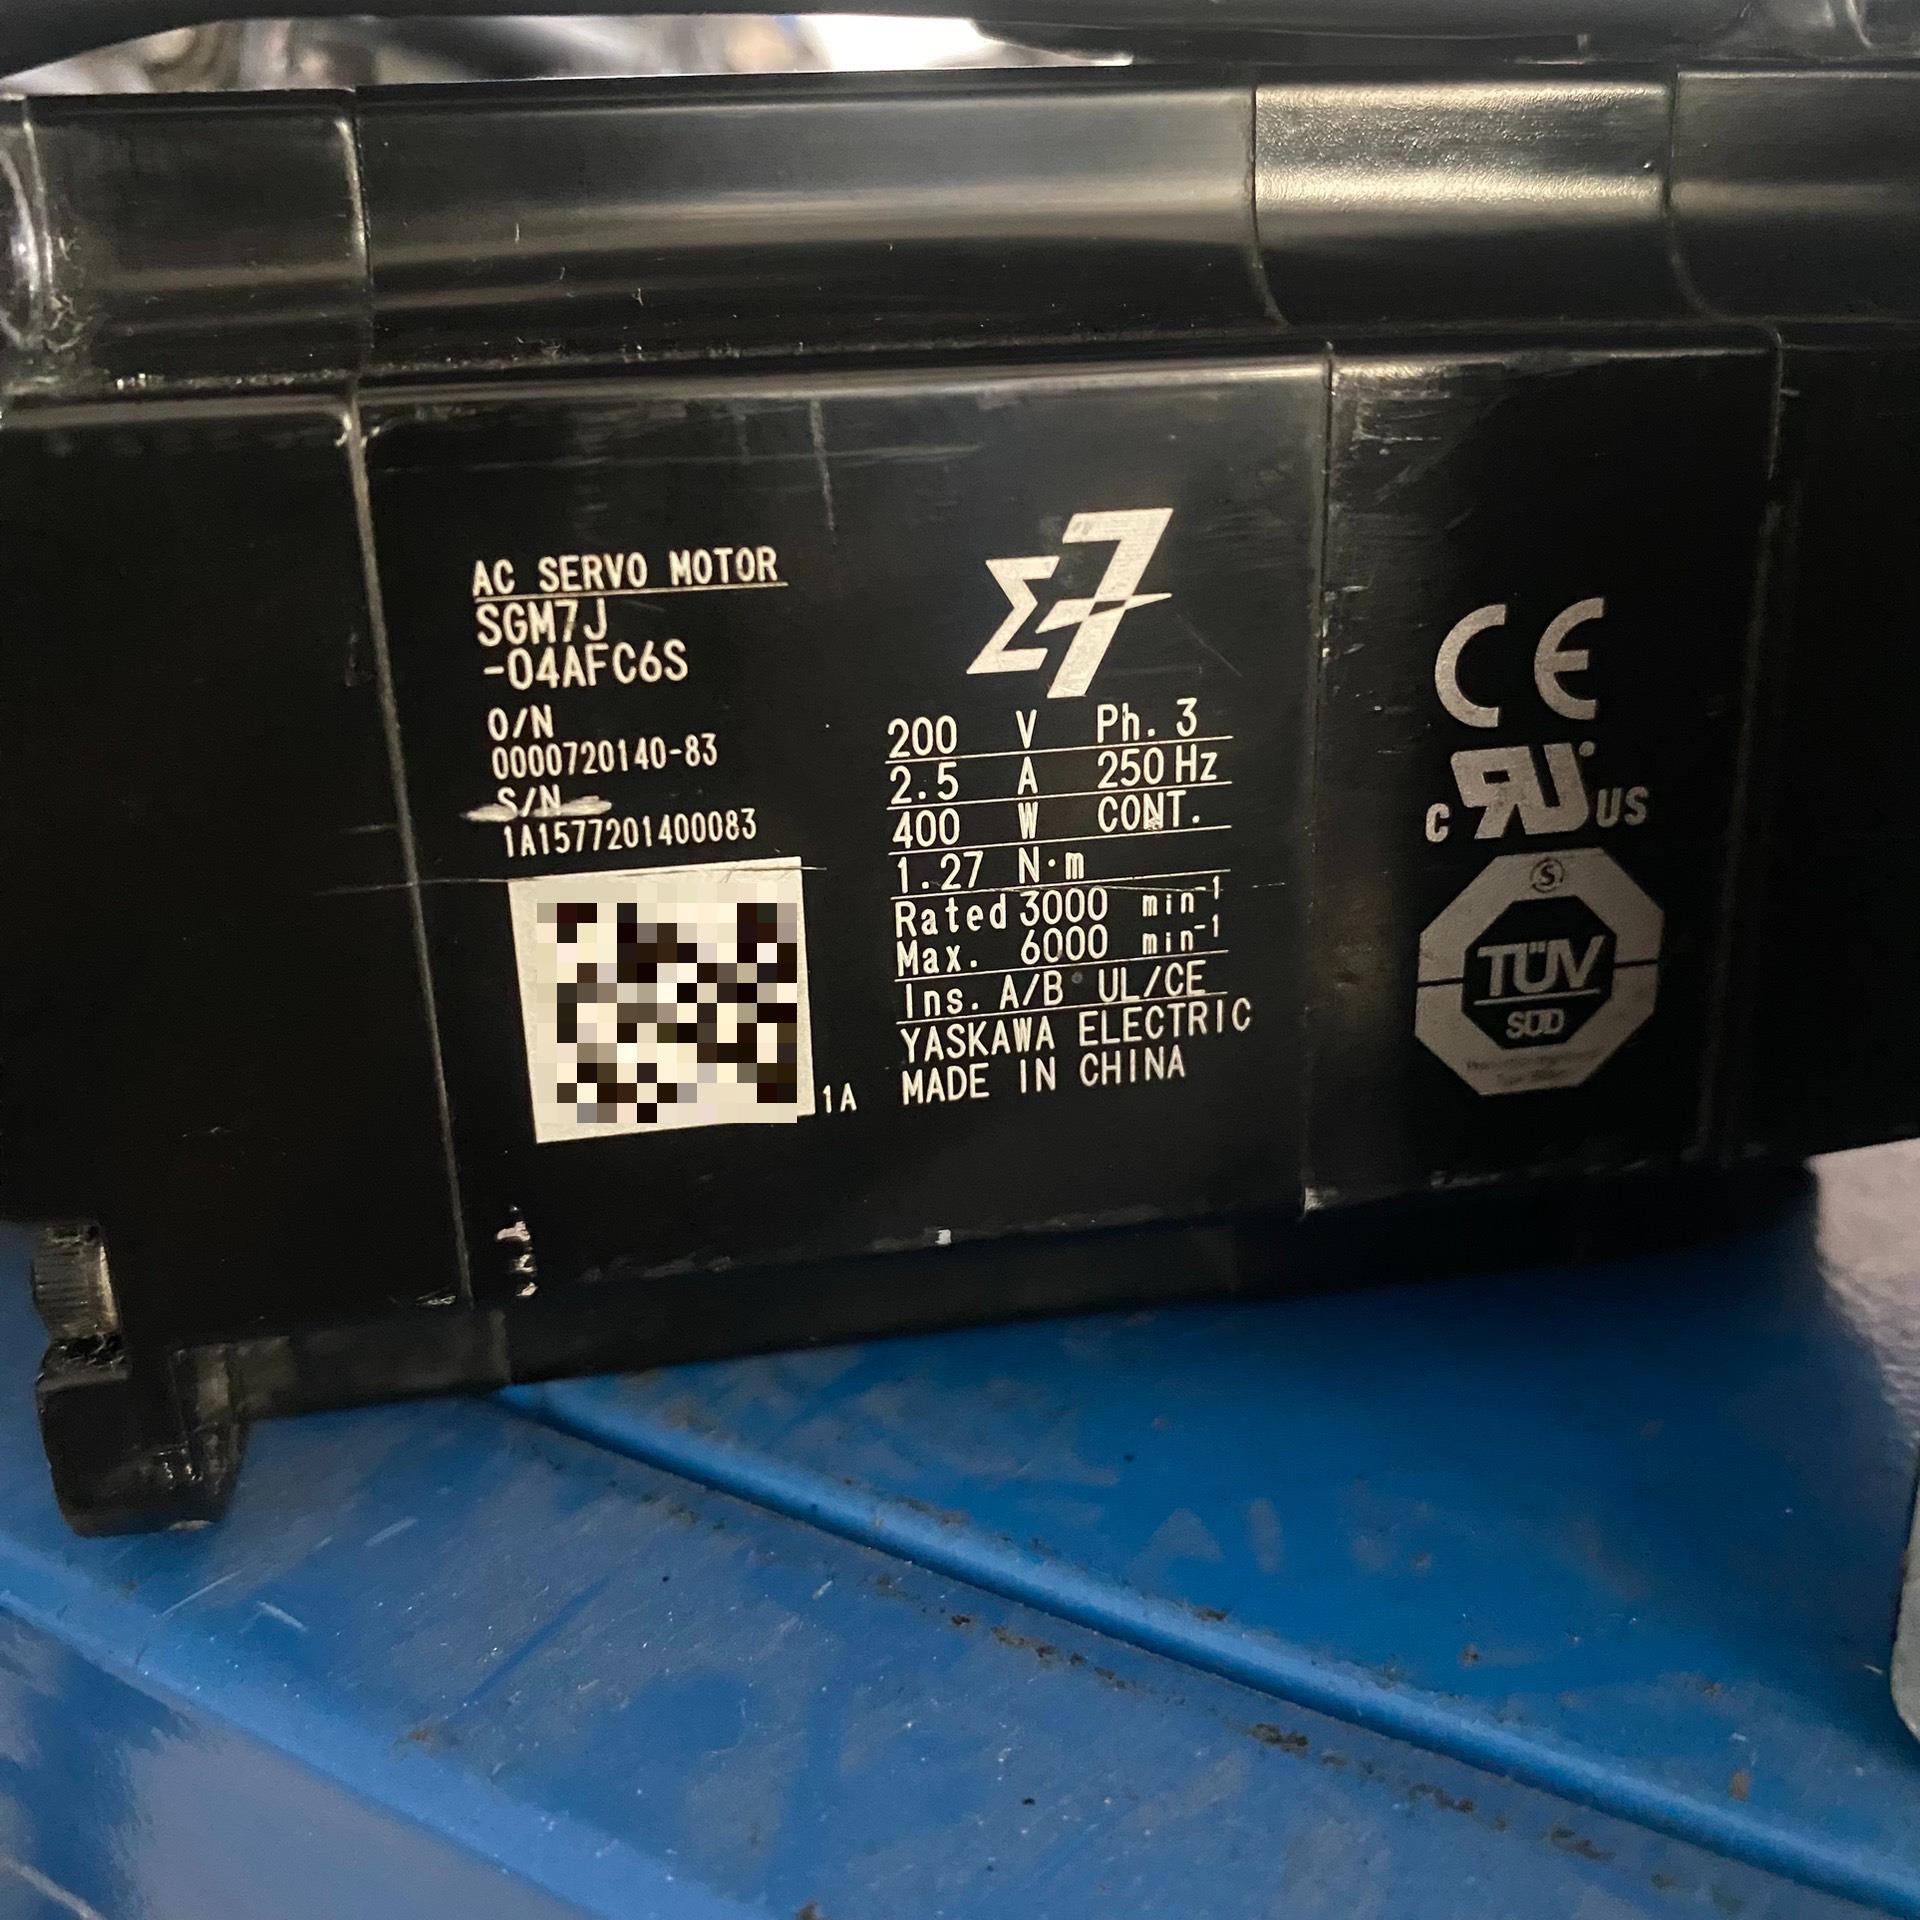 AC SERVO MOTOR
SGM7J
-04AFC6S
O/N
0000720140-83
S/N
1A1577201400083
1A
Σ7
200 V Ph. 3
2.5 A 250 Hz
400 W CONT.
1.27 N·m
Rated 3000 min⁻¹
Max. 6000 min⁻¹
Ins. A/B UL/CE
YASKAWA ELECTRIC
MADE IN CHINA
CE
c RU US
S
TÜV
SÜD